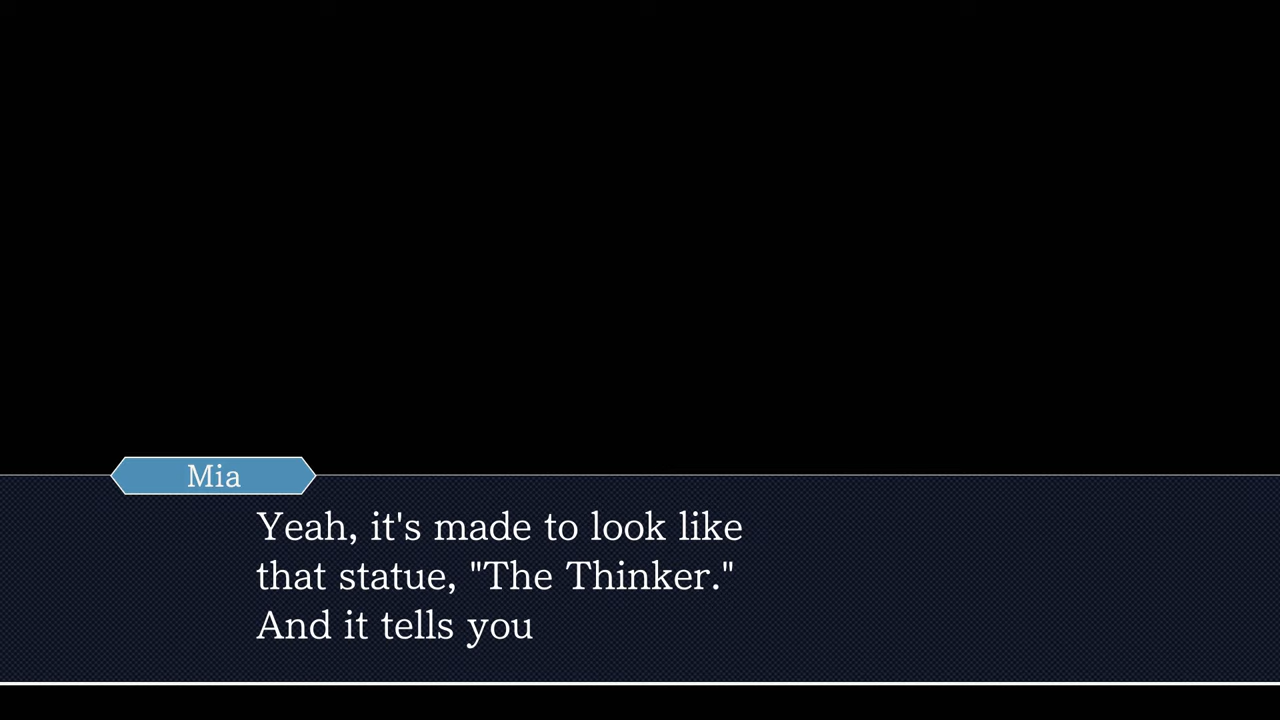 Mia
Yeah, it's made to look like
that statue, "The Thinker."
And it tells you